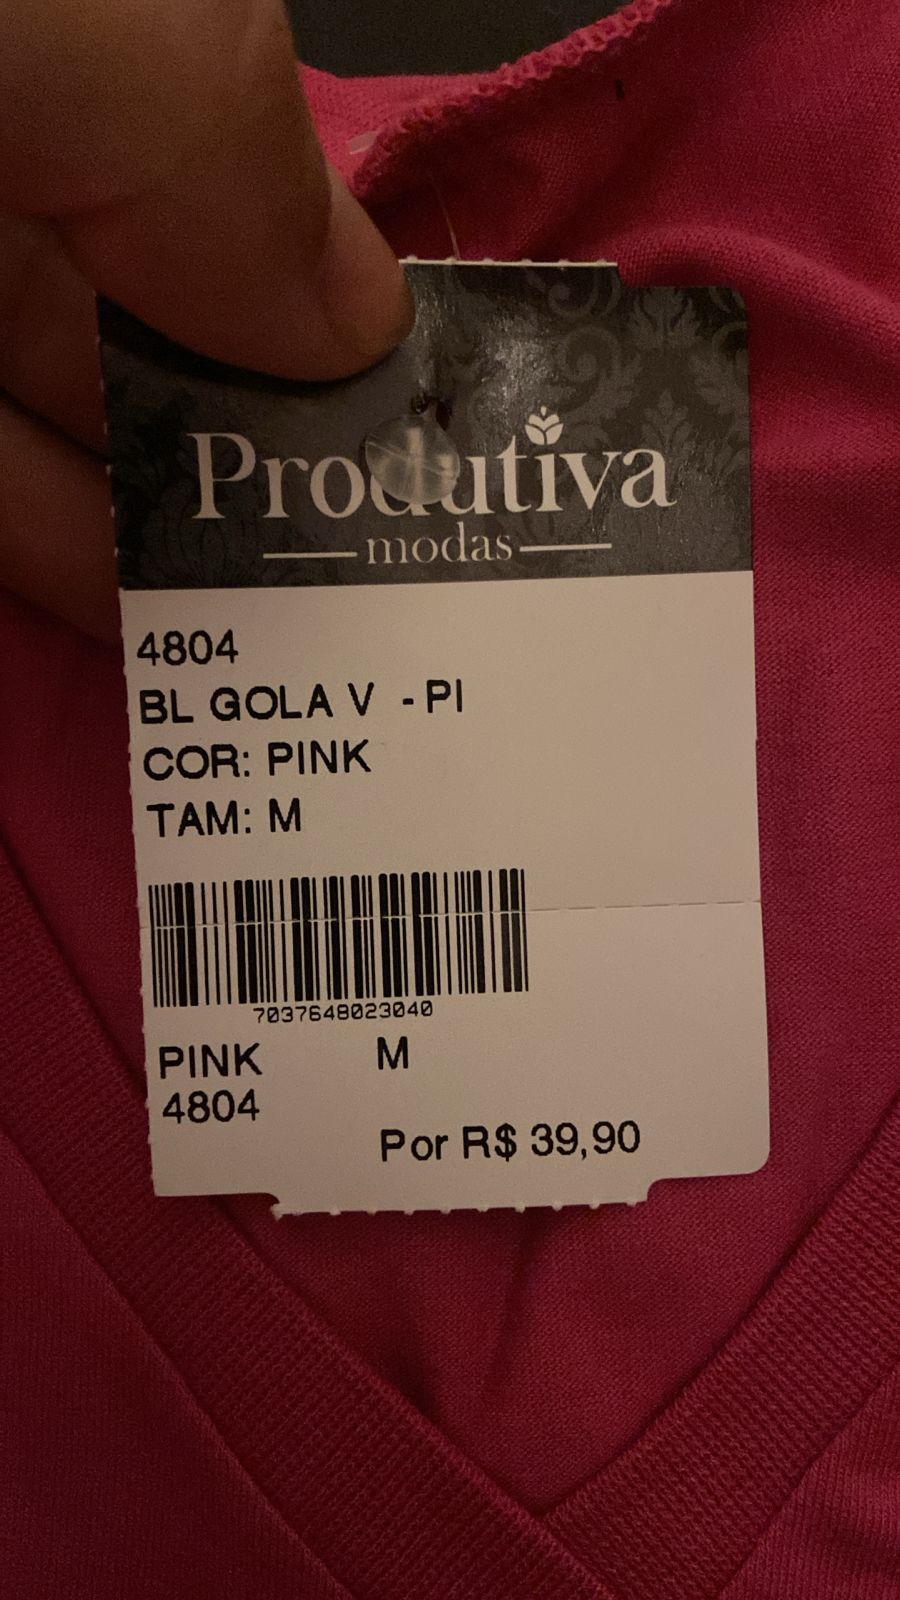 Produtiva
modas
4804
BL GOLA V - PI
COR: PINK
TAM: M
7037648023040
PINK M
4804
Por R$ 39,90